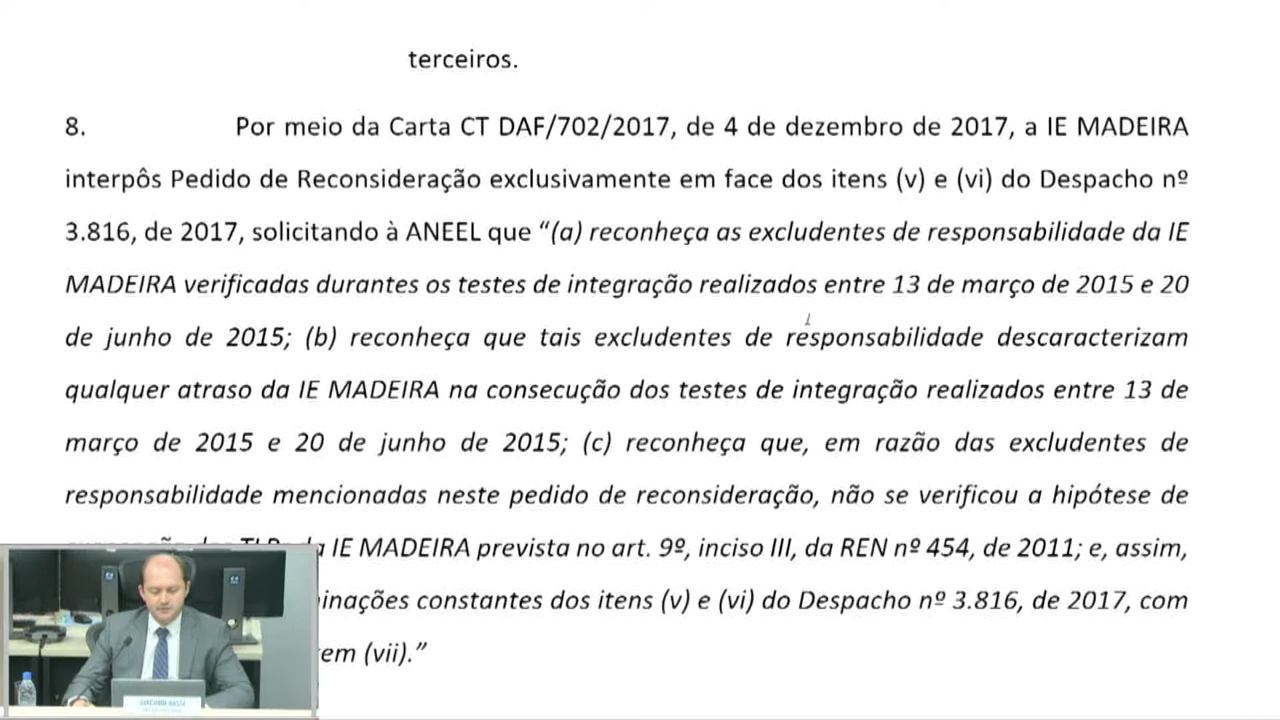 terceiros.
8. Por meio da Carta CT DAF/702/2017, de 4 de dezembro de 2017, a IE MADEIRA
interpôs Pedido de Reconsideração exclusivamente em face dos itens (v) e (vi) do Despacho nº
3.816, de 2017, solicitando à ANEEL que “(a) reconheça as excludentes de responsabilidade da IE
MADEIRA verificadas durantes os testes de integração realizados entre 13 de março de 2015 e 20
de junho de 2015; (b) reconheça que tais excludentes de responsabilidade descaracterizam
qualquer atraso da IE MADEIRA na consecução dos testes de integração realizados entre 13 de
março de 2015 e 20 de junho de 2015; (c) reconheça que, em razão das excludentes de
responsabilidade mencionadas neste pedido de reconsideração, não se verificou a hipótese de
IE MADEIRA prevista no art. 9º, inciso III, da REN nº 454, de 2011; e, assim,
inações constantes dos itens (v) e (vi) do Despacho nº 3.816, de 2017, com
em (vii).”